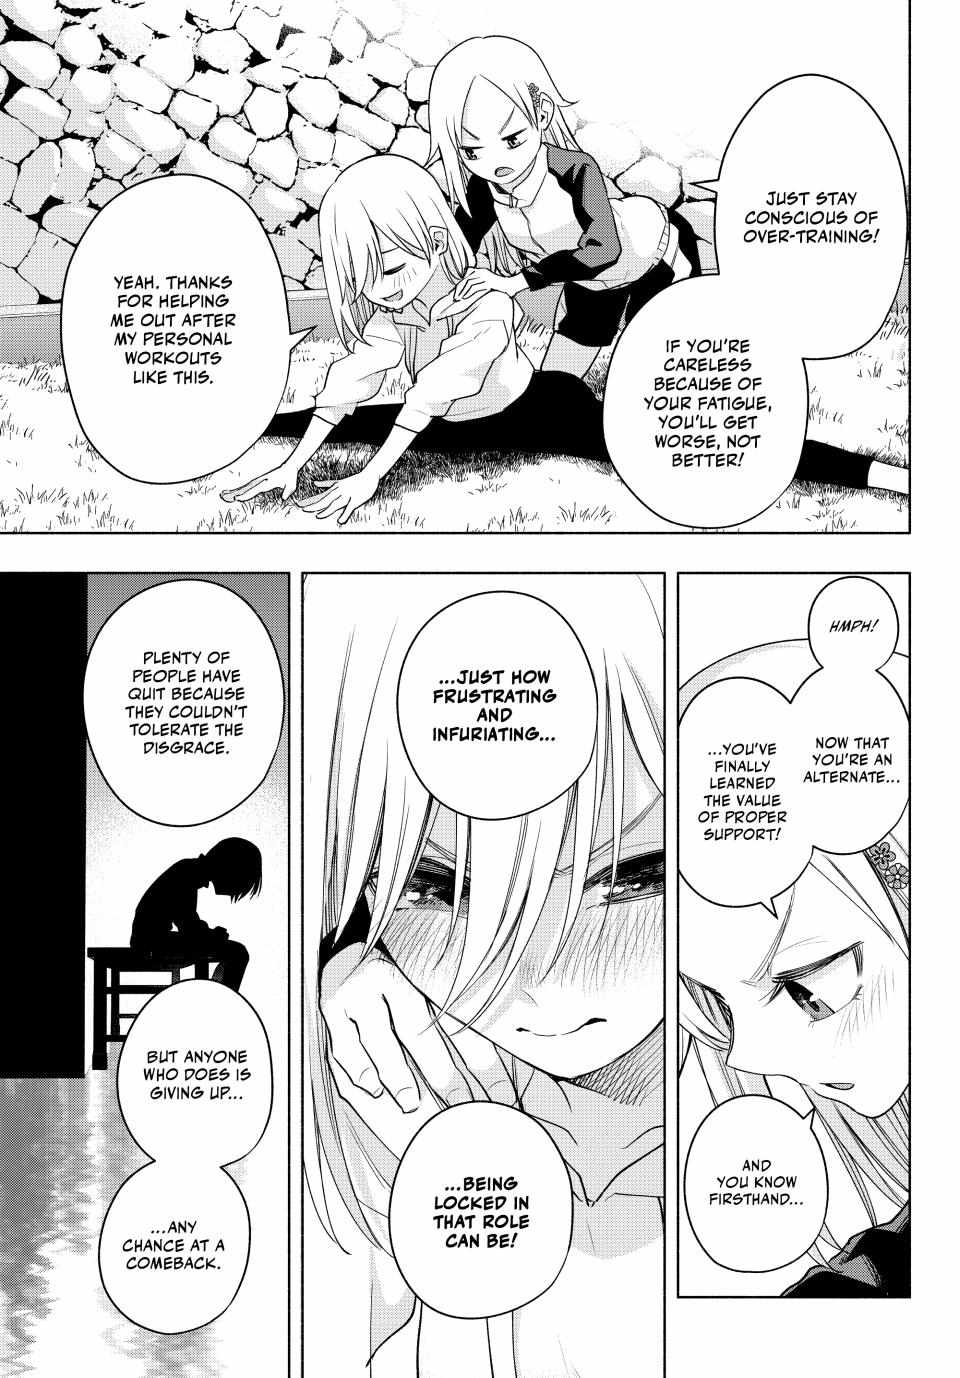 JUST STAY
CONSCIOUS OF
OVER-TRAINING!
IF YOU'RE
CARELESS
BECAUSE OF
YOUR FATIGUE,
YOU'LL GET
WORSE, NOT
BETTER!
YEAH. THANKS
FOR HELPING
ME OUT AFTER
MY PERSONAL
WORKOUTS
LIKE THIS.
HMPH!
NOW THAT
YOU'RE AN
ALTERNATE...
...YOU'VE
FINALLY
LEARNED
THE VALUE
OF PROPER
SUPPORT!
AND
YOU KNOW
FIRSTHAND...
...JUST HOW
FRUSTRATING
AND
INFURIATING...
...BEING
LOCKED IN
THAT ROLE
CAN BE!
PLENTY OF
PEOPLE HAVE
QUIT BECAUSE
THEY COULDN'T
TOLERATE THE
DISGRACE.
BUT ANYONE
WHO DOES IS
GIVING UP...
...ANY
CHANCE AT A
COMEBACK.